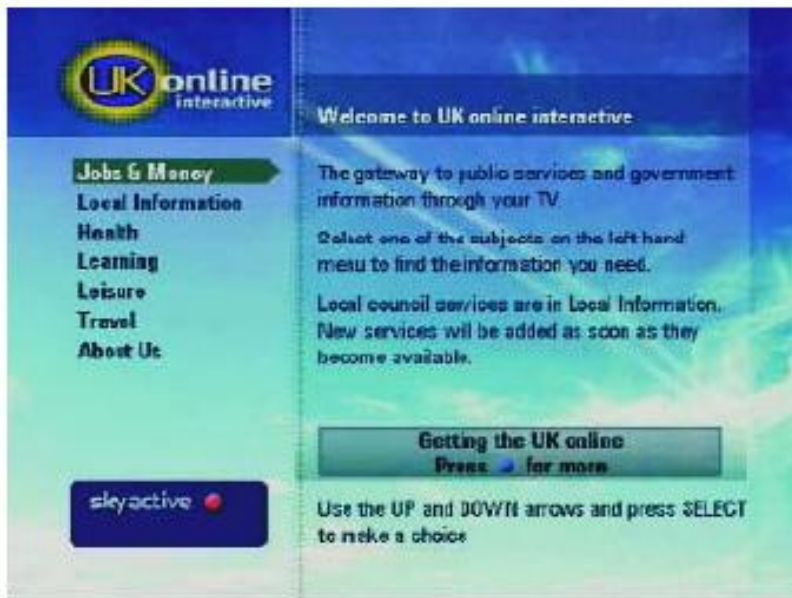 UK online
interactive
Welcome to UK online interactive
Jobs & Money
Local Information
Health
Learning
Leisure
Travel
About Us
The gateway to public services and government
information through your TV.
Select one of the subjects on the left hand
menu to find the information you need.
Local council services are in Local Information.
New services will be added as soon as they
become available.
Getting the UK online
Press for more
skyactive
Use the UP and DOWN arrows and press SELECT
to make a choice